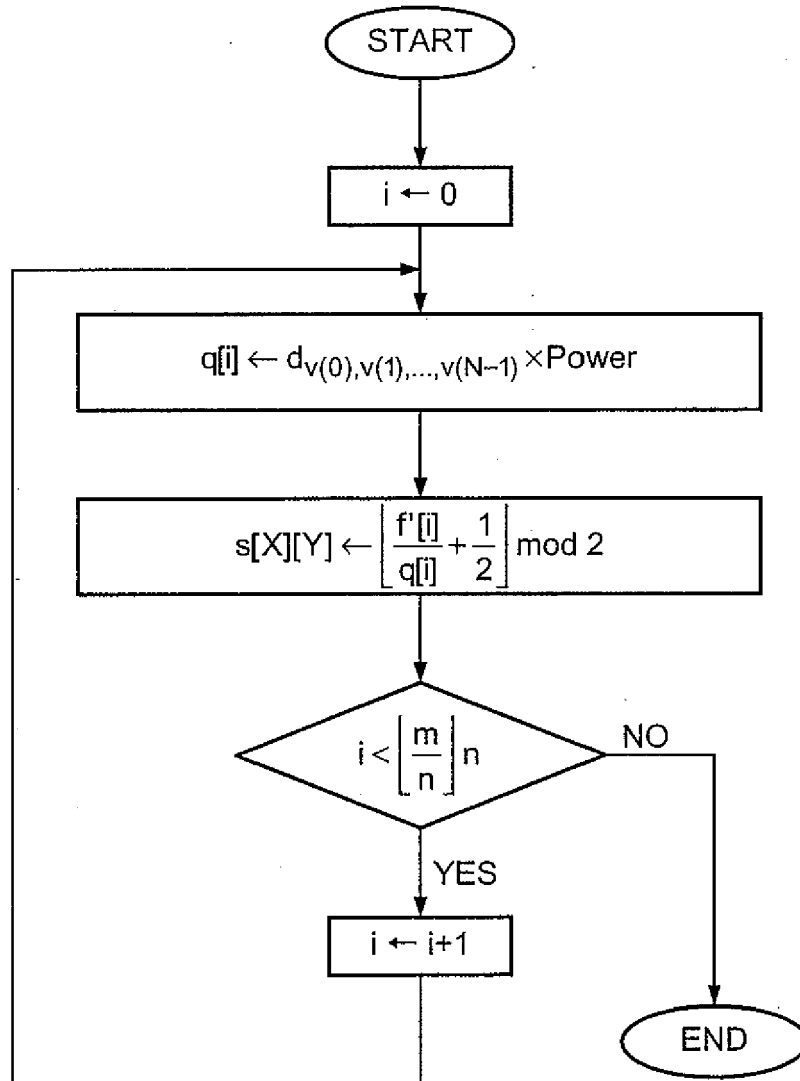 START
i ← 0
q[i] ← d_{v(0),v(1),...,v(N−1)} ×Power
s[X][Y] ← ⌊f'[i]/q[i] + 1/2⌋ mod 2
i < ⌊m/n⌋ n
NO
YES
i ← i+1
END